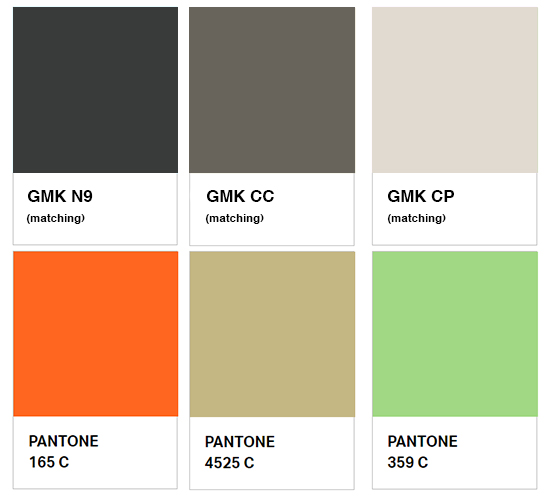 GMK N9
(matching)
GMK CC
(matching)
GMK CP
(matching)
PANTONE
165 C
PANTONE
4525 C
PANTONE
359 C